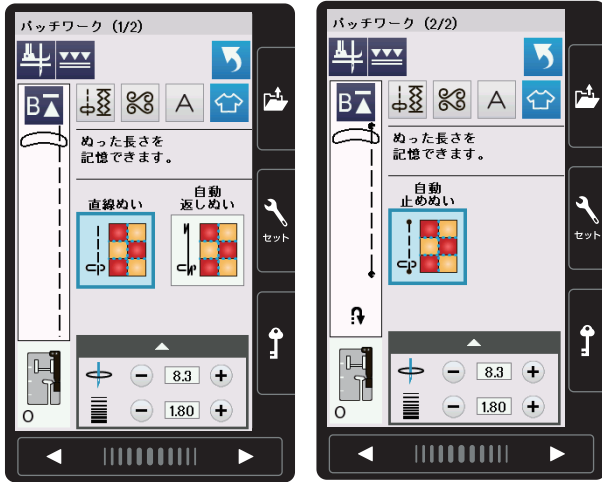 パッチワーク (1/2)
B
A
ぬった長さを
記憶できます。
直線ぬい
自動
返しぬい
8.3
1.80
O
セット
パッチワーク (2/2)
B
A
ぬった長さを
記憶できます。
自動
止めぬい
8.3
1.80
O
セット